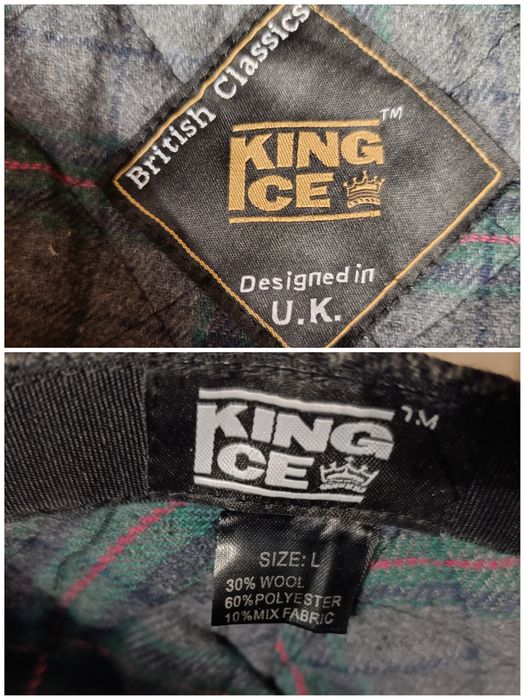 British Classics
TM
KING
ICE
Designed in
U.K.
KING
ICE
TM
SIZE: L
30% WOOL
60%POLYESTER
10%MIX FABRIC